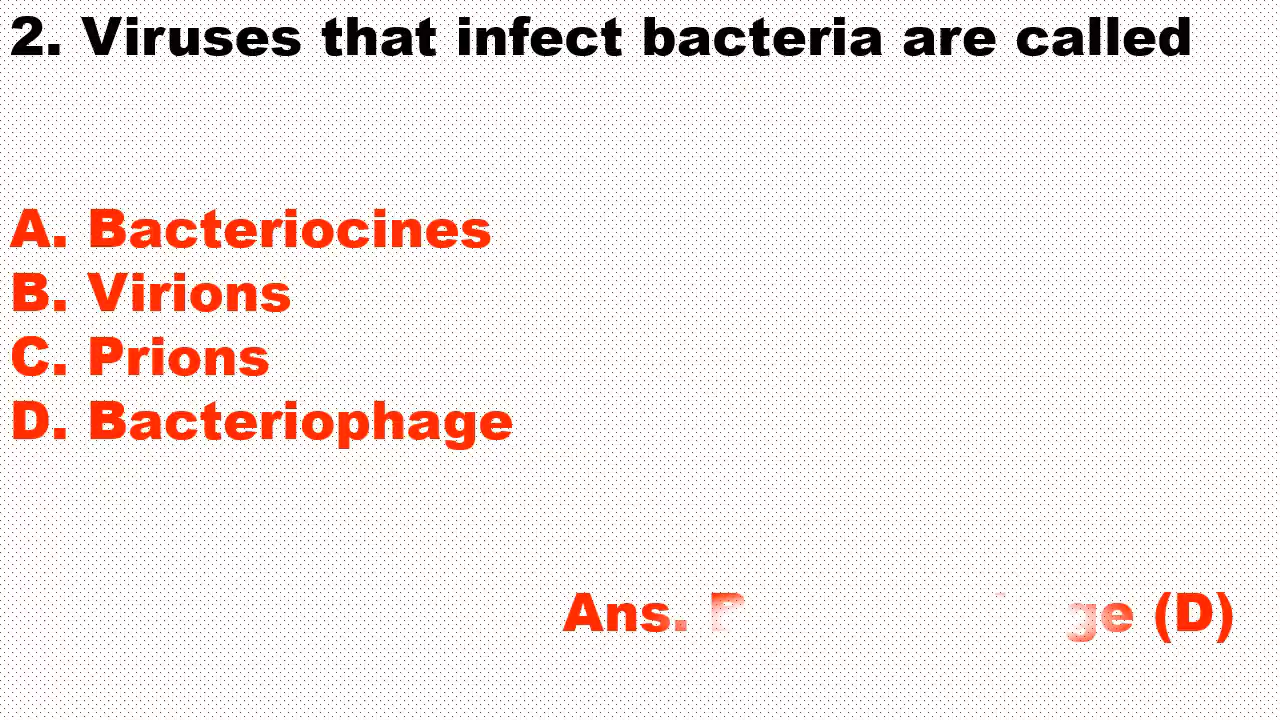 2. Viruses that infect bacteria are called
A. Bacteriocines
B. Virions
C. Prions
D. Bacteriophage
Ans. (D)